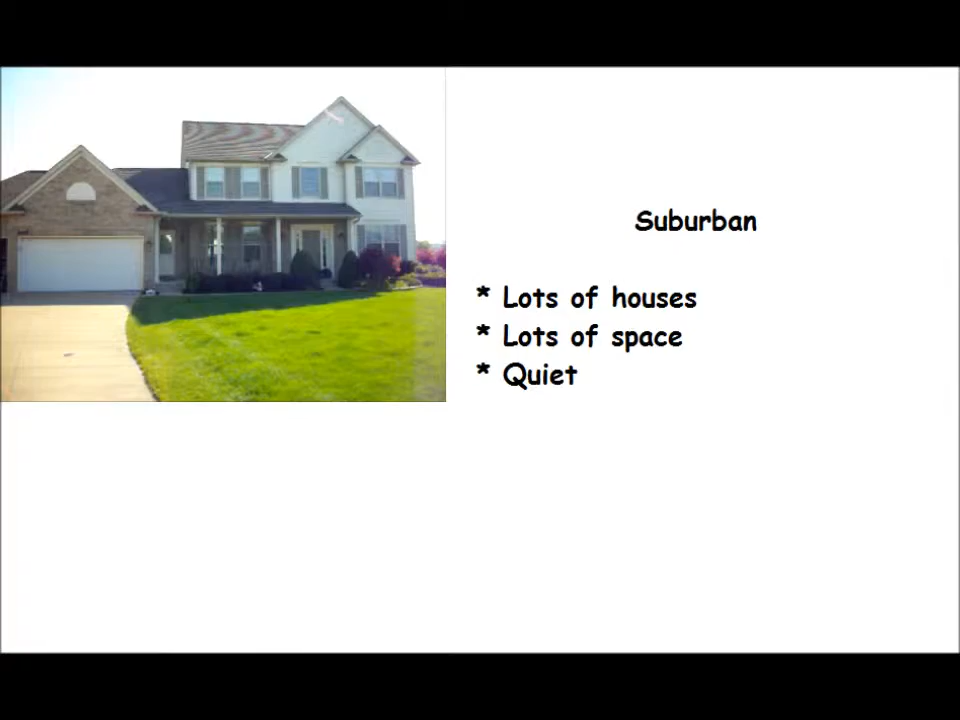 Suburban
* Lots of houses
* Lots of space
* Quiet